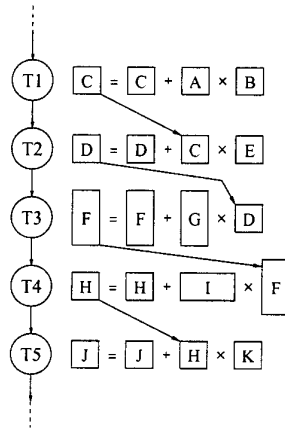 T1 C = C + A × B
T2 D = D + C × E
T3 F = F + G × D
T4 H = H + I × F
T5 J = J + H × K